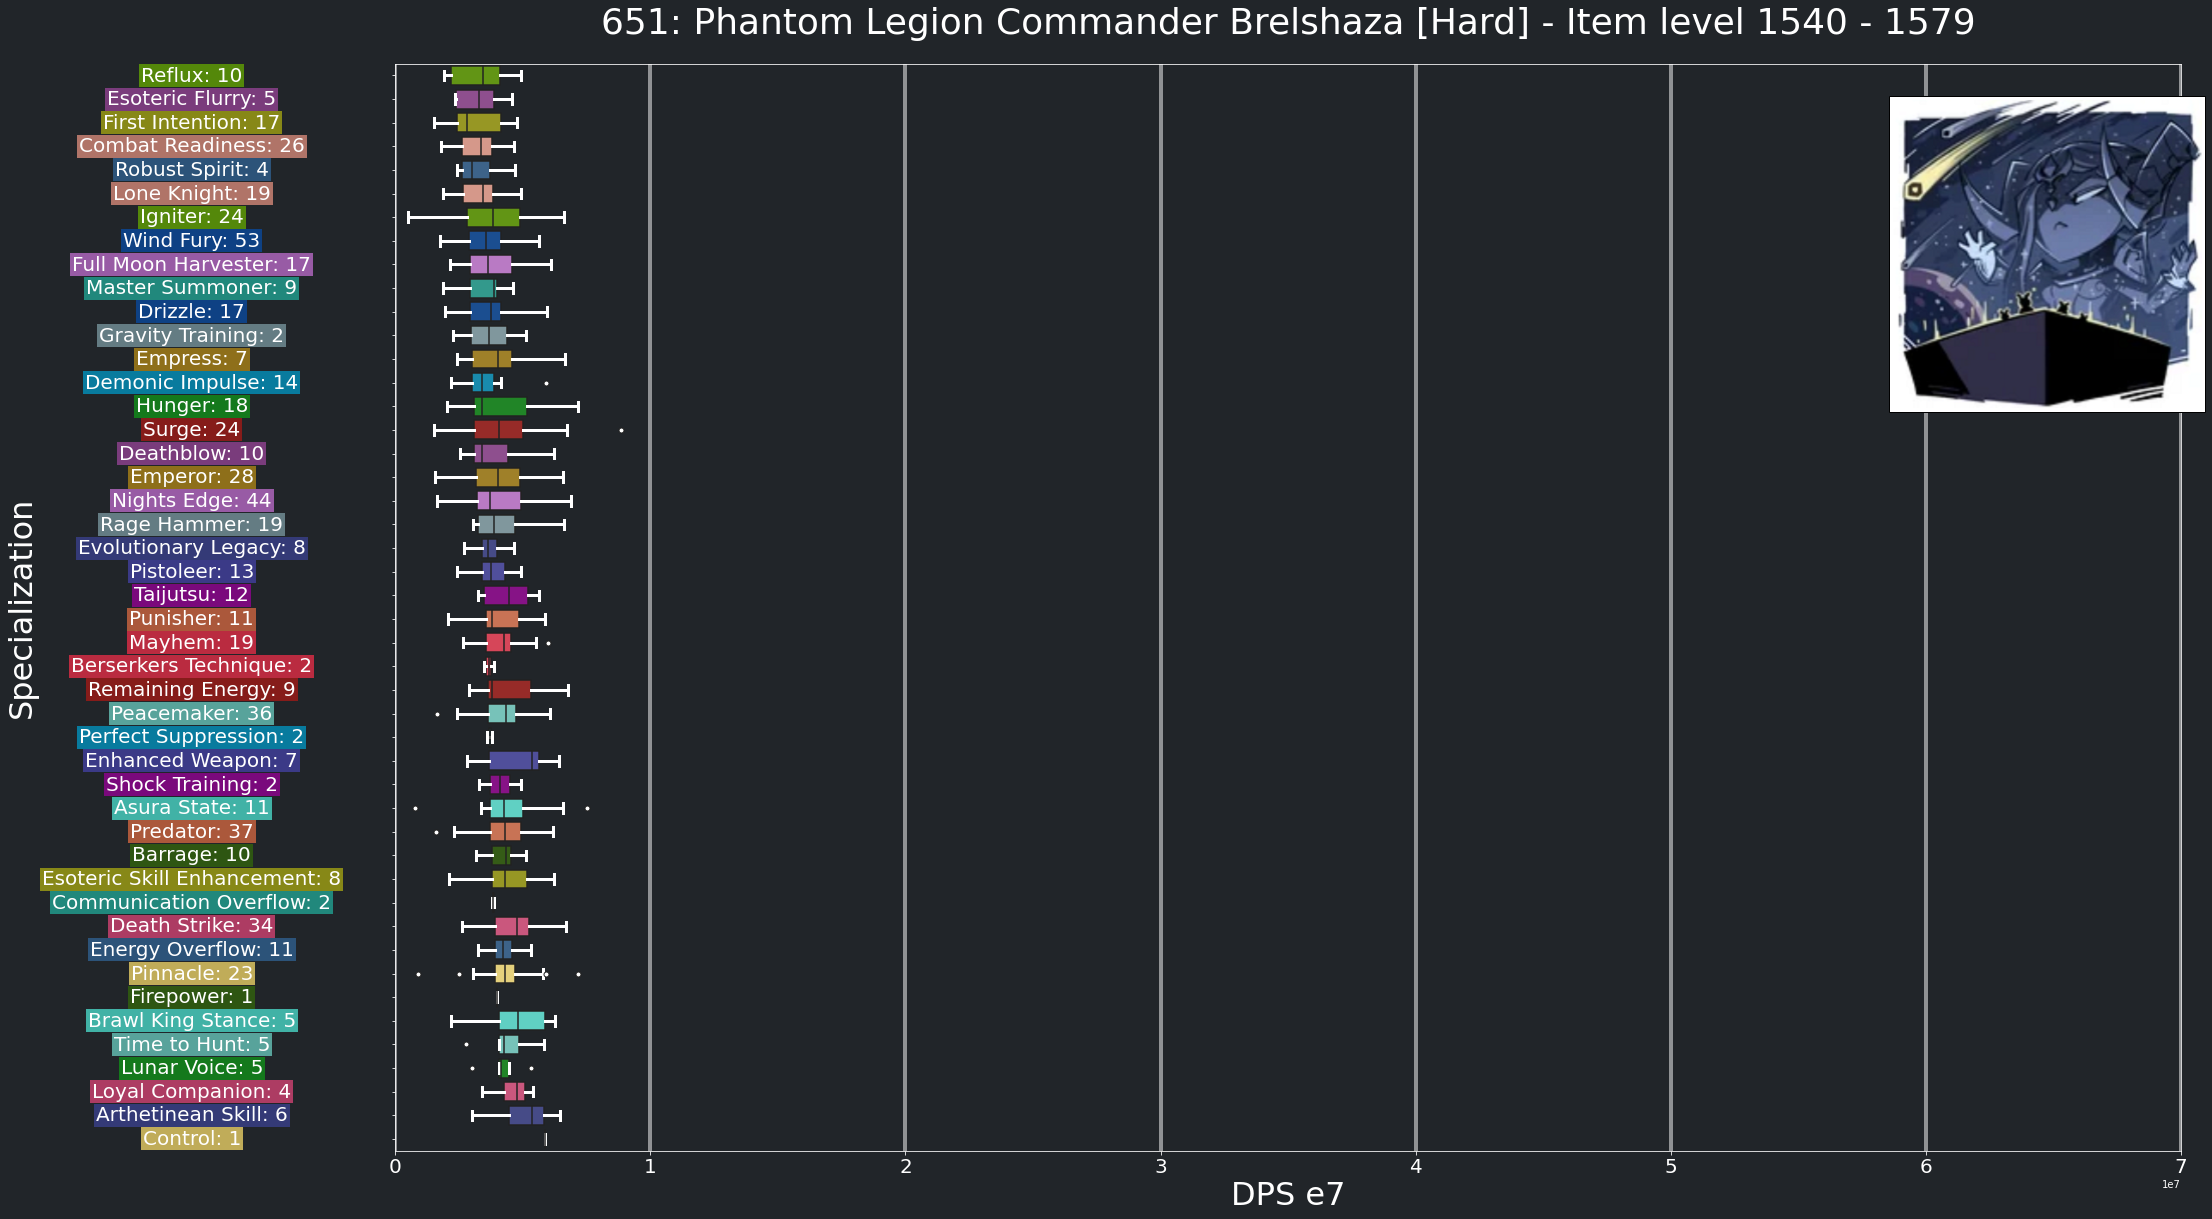 651: Phantom Legion Commander Brelshaza [Hard] - Item level 1540 - 1579
Specialization
Reflux: 10
Esoteric Flurry: 5
First Intention: 17
Combat Readiness: 26
Robust Spirit: 4
Lone Knight: 19
Igniter: 24
Wind Fury: 53
Full Moon Harvester: 17
Master Summoner: 9
Drizzle: 17
Gravity Training: 2
Empress: 7
Demonic Impulse: 14
Hunger: 18
Surge: 24
Deathblow: 10
Emperor: 28
Nights Edge: 44
Rage Hammer: 19
Evolutionary Legacy: 8
Pistoleer: 13
Taijutsu: 12
Punisher: 11
Mayhem: 19
Berserkers Technique: 2
Remaining Energy: 9
Peacemaker: 36
Perfect Suppression: 2
Enhanced Weapon: 7
Shock Training: 2
Asura State: 11
Predator: 37
Barrage: 10
Esoteric Skill Enhancement: 8
Communication Overflow: 2
Death Strike: 34
Energy Overflow: 11
Pinnacle: 23
Firepower: 1
Brawl King Stance: 5
Time to Hunt: 5
Lunar Voice: 5
Loyal Companion: 4
Arthetinean Skill: 6
Control: 1
0 1 2 3 4 5 6 7
1e7
DPS e7